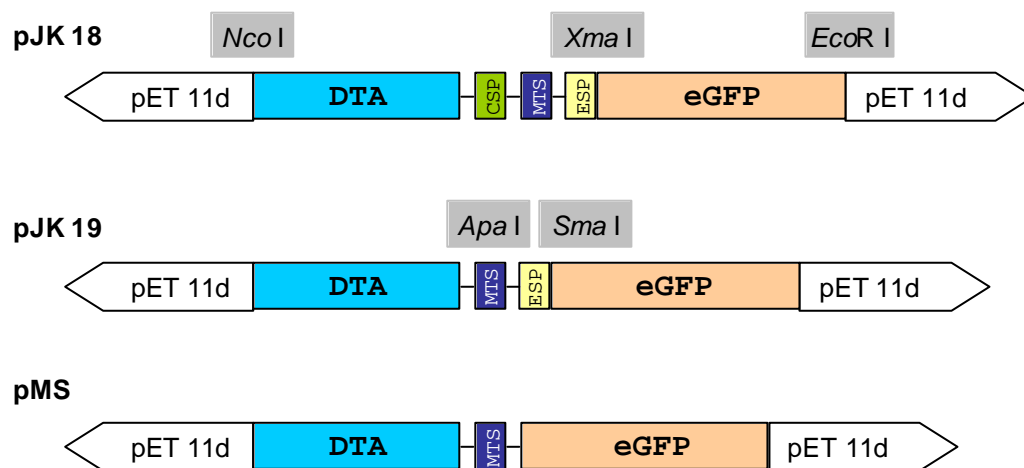 pJK 18 Nco I Xma I EcoR I
pET 11d DTA CSP MTS ESP eGFP pET 11d
pJK 19 Apa I Sma I
pET 11d DTA MTS ESP eGFP pET 11d
pMS
pET 11d DTA MTS eGFP pET 11d